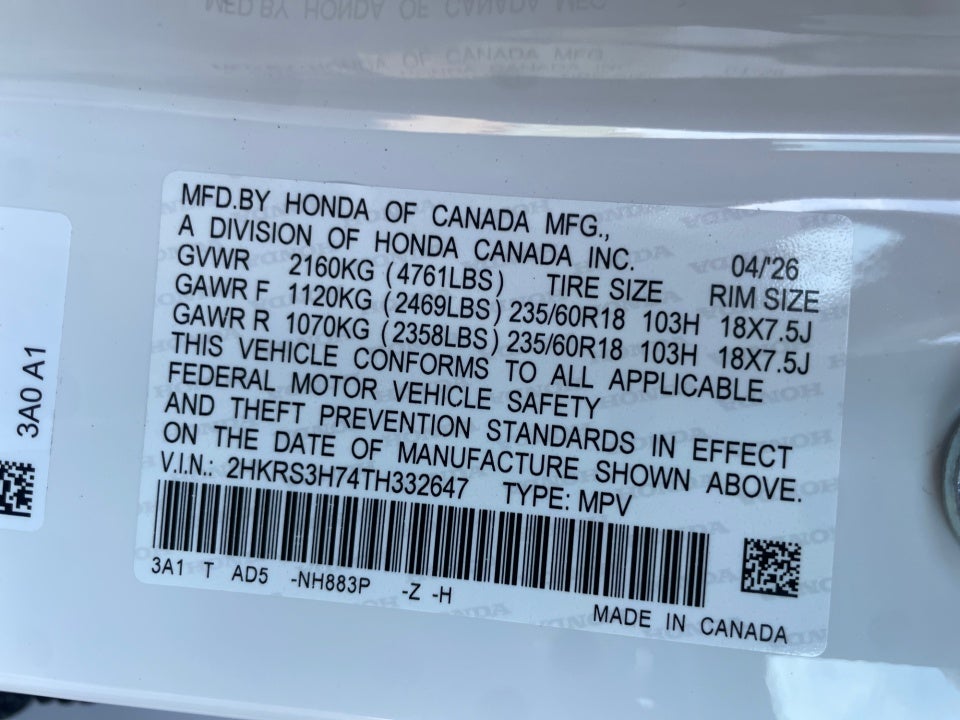 MFD.BY HONDA OF CANADA MFG.,
A DIVISION OF HONDA CANADA INC. 04/'26
GVWR 2160KG (4761LBS) TIRE SIZE RIM SIZE
GAWR F 1120KG (2469LBS) 235/60R18 103H 18X7.5J
GAWR R 1070KG (2358LBS) 235/60R18 103H 18X7.5J
THIS VEHICLE CONFORMS TO ALL APPLICABLE
FEDERAL MOTOR VEHICLE SAFETY
AND THEFT PREVENTION STANDARDS IN EFFECT
ON THE DATE OF MANUFACTURE SHOWN ABOVE.
V.I.N.: 2HKRS3H74TH332647 TYPE: MPV
3A1 T AD5 -NH883P -Z -H
MADE IN CANADA
3A0 A1